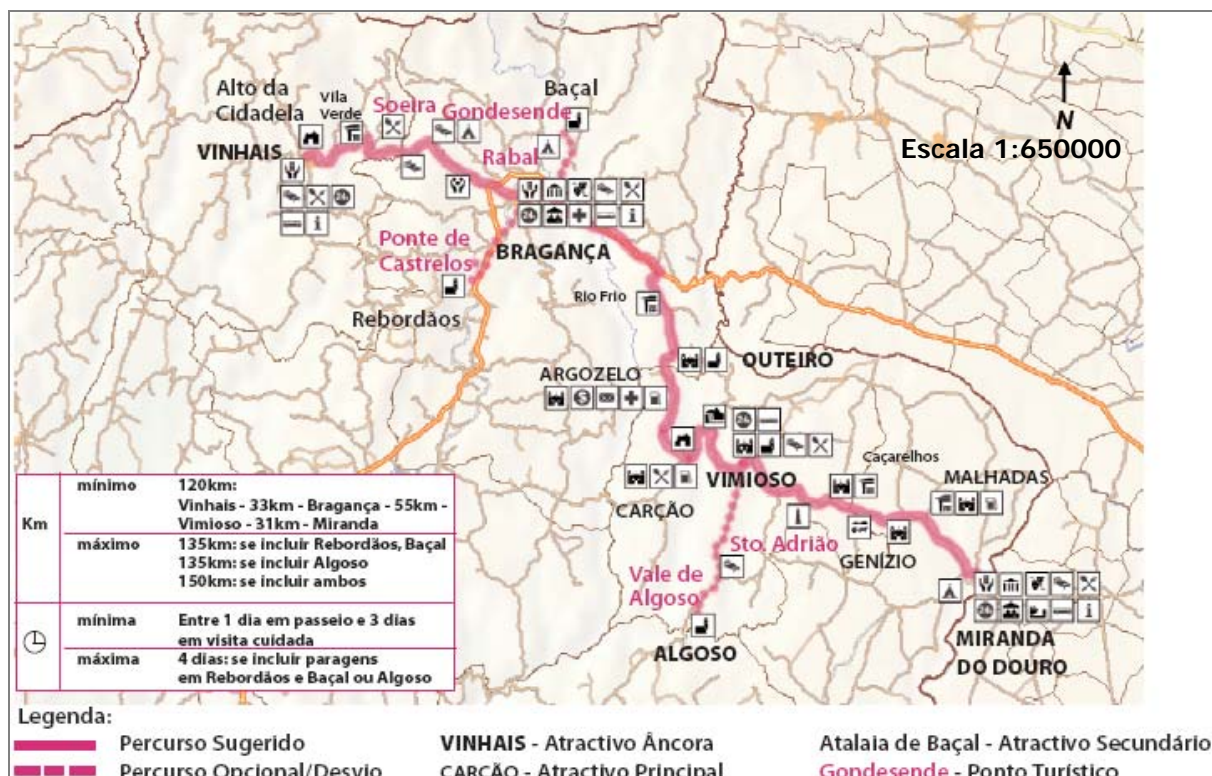 Alto da
Cidadela
Vila
Verde
Soeira
Gondesende
Baçal
N
Escala 1:650000
VINHAIS
Rabal
BRAGANÇA
Ponte de
Castrelos
Rebordãos
Rio Frio
OUTEIRO
ARGOZELO
VIMIOSO
CARÇÃO
Caçarelhos
MALHADAS
Sto. Adrião
GENÍZIO
Vale de
Algoso
ALGOSO
MIRANDA
DO DOURO
Km
mínimo 120km:
Vinhais - 33km - Bragança - 55km -
Vimioso - 31km - Miranda
máximo 135km: se incluir Rebordãos, Baçal
135km: se incluir Algoso
150km: se incluir ambos
mínima Entre 1 dia em passeio e 3 dias
em visita cuidada
máxima 4 dias: se incluir paragens
em Rebordãos e Baçal ou Algoso
Legenda:
Percurso Sugerido VINHAIS - Atractivo Âncora Atalaia de Baçal - Atractivo Secundário
Percurso Opcional/Desvio CARÇÃO - Atractivo Principal Gondesende - Ponto Turístico